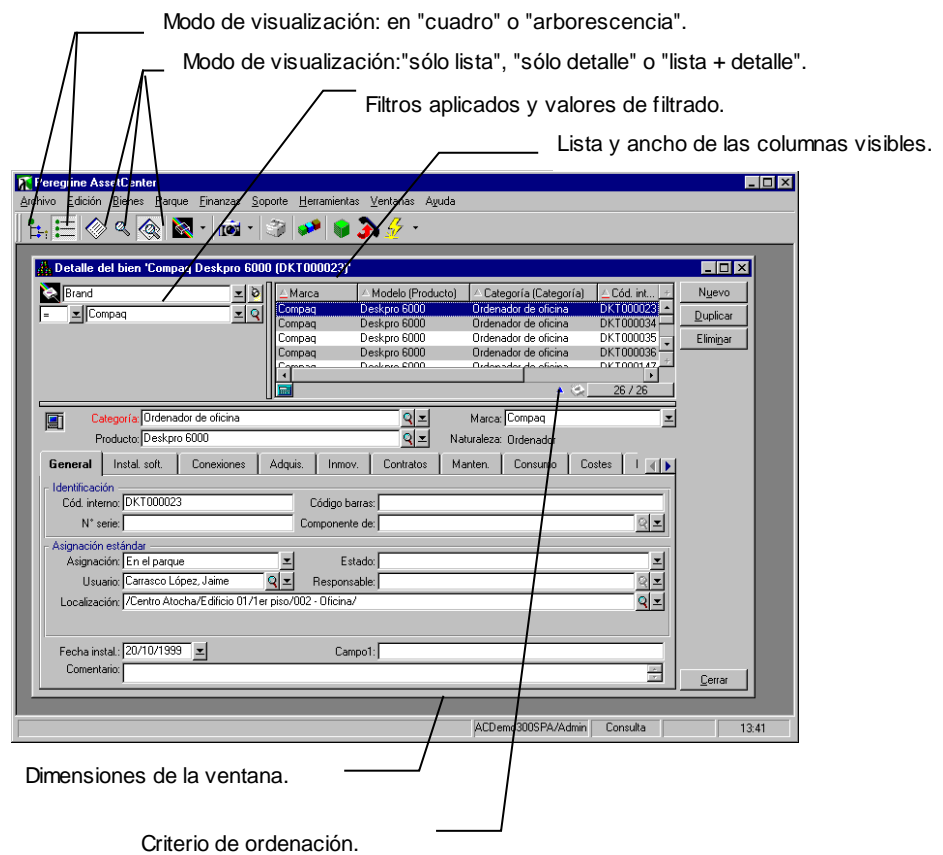 Modo de visualización: en "cuadro" o "arborescencia".
Modo de visualización:"sólo lista", "sólo detalle" o "lista + detalle".
Filtros aplicados y valores de filtrado.
Lista y ancho de las columnas visibles.
Peregrine AssetCenter
Archivo Edición Bienes Parque Finanzas Soporte Herramientas Ventanas Ayuda
Detalle del bien 'Compaq Deskpro 6000 (DKT000023)'
Brand
= Compaq
Marca Modelo (Producto) Categoría (Categoría) Cód. int...
Compaq Deskpro 6000 Ordenador de oficina DKT000023
Compaq Deskpro 6000 Ordenador de oficina DKT000034
Compaq Deskpro 6000 Ordenador de oficina DKT000035
Compaq Deskpro 6000 Ordenador de oficina DKT000036
Compaq Deskpro 6000 Ordenador de oficina DKT000147
26 / 26
Nuevo
Duplicar
Eliminar
Categoría: Ordenador de oficina Marca: Compaq
Producto: Deskpro 6000 Naturaleza: Ordenador
General Instal. soft. Conexiones Adquis. Inmov. Contratos Manten. Consumo Costes
Identificación
Cód. interno: DKT000023 Código barras:
N° serie: Componente de:
Asignación estándar
Asignación: En el parque Estado:
Usuario: Carrasco López, Jaime Responsable:
Localización: /Centro Atocha/Edificio 01/1er piso/002 - Oficina/
Fecha instal.: 20/10/1999 Campo1:
Comentario:
Cerrar
ACDemo300SPA/Admin Consulta 13:41
Dimensiones de la ventana.
Criterio de ordenación.